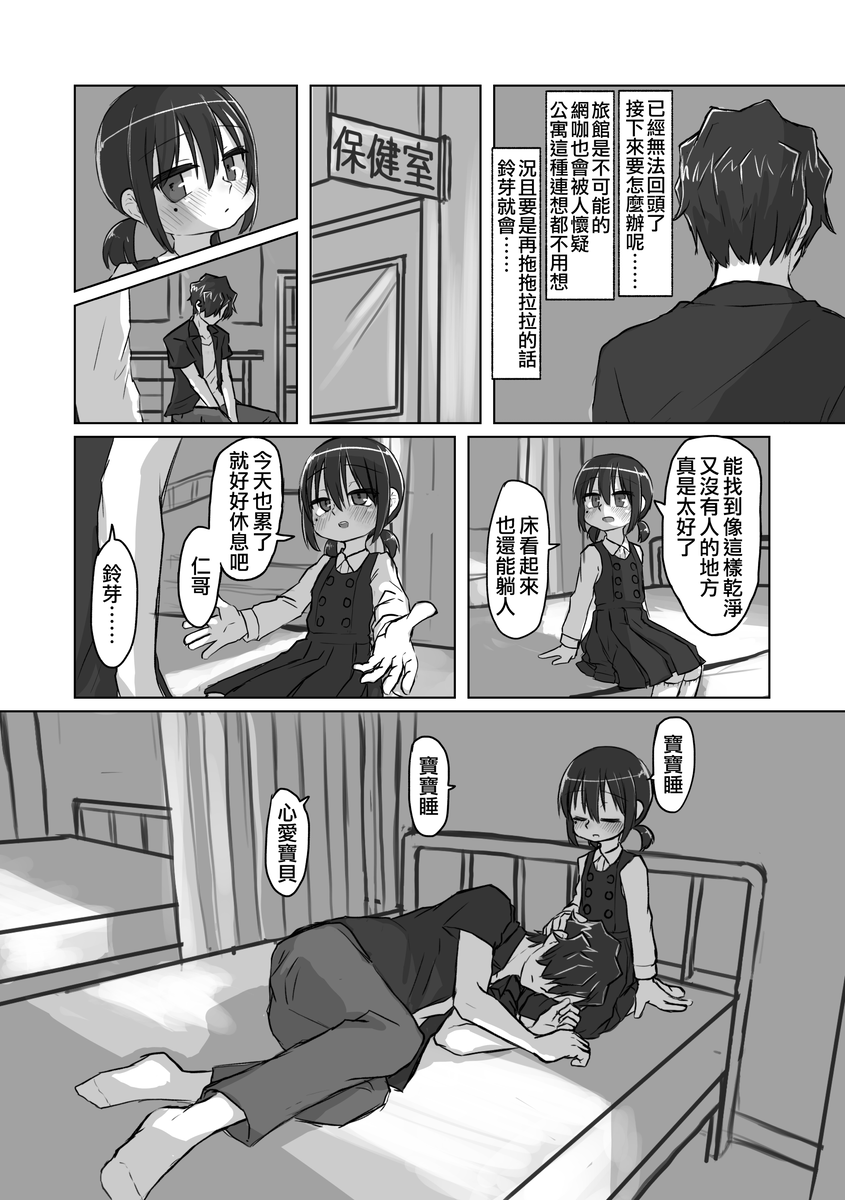 已經無法回頭了
接下來要怎麼辦呢……
旅館是不可能的
網咖也會被人懷疑
公寓這種連想都不用想
況且要是再拖拖拉拉的話
鈴芽就會……
保健室
能找到像這樣乾淨
又沒有人的地方
真是太好了
床看起來
也還能躺人
今天也累了
就好好休息吧
仁哥
鈴芽……
寶寶睡
寶寶睡
心愛寶貝